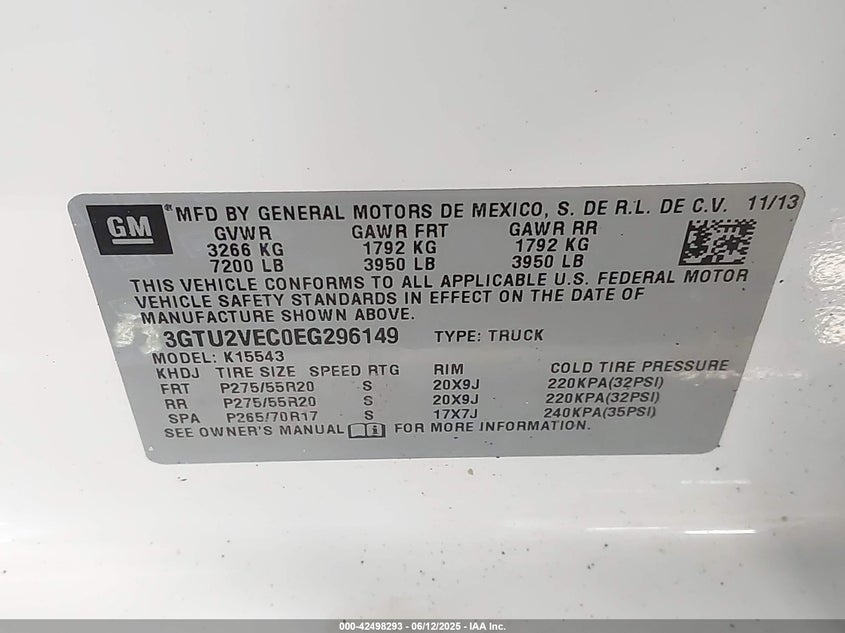 GM ® MFD BY GENERAL MOTORS DE MEXICO, S. DE R.L. DE C.V. 11/13
GVWR GAWR FRT GAWR RR
3266 KG 1792 KG 1792 KG
7200 LB 3950 LB 3950 LB
THIS VEHICLE CONFORMS TO ALL APPLICABLE U.S. FEDERAL MOTOR
VEHICLE SAFETY STANDARDS IN EFFECT ON THE DATE OF
MANUFACTURE SHOWN ABOVE.
3GTU2VEC0EG296149 TYPE: TRUCK
MODEL: K15543
KHDJ TIRE SIZE SPEED RTG RIM COLD TIRE PRESSURE
FRT P275/55R20 S 20X9J 220KPA(32PSI)
RR P275/55R20 S 20X9J 220KPA(32PSI)
SPA P265/70R17 S 17X7J 240KPA(35PSI)
SEE OWNER'S MANUAL i FOR MORE INFORMATION.
000-42498293 - 06/12/2025 - IAA Inc.